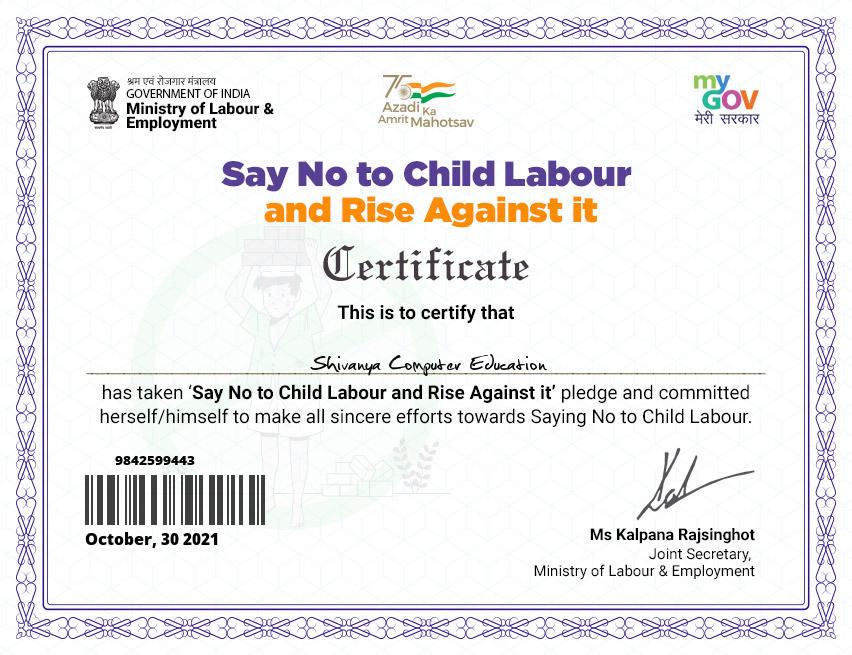 श्रम एवं रोजगार मंत्रालय
GOVERNMENT OF INDIA
Ministry of Labour &
Employment
75
Azadi Ka
Amrit Mahotsav
my
GOV
मेरी सरकार
Say No to Child Labour
and Rise Against it
Certificate
This is to certify that
Shivanya Computer Education
has taken ‘Say No to Child Labour and Rise Against it’ pledge and committed
herself/himself to make all sincere efforts towards Saying No to Child Labour.
9842599443
October, 30 2021
Ms Kalpana Rajsinghot
Joint Secretary,
Ministry of Labour & Employment